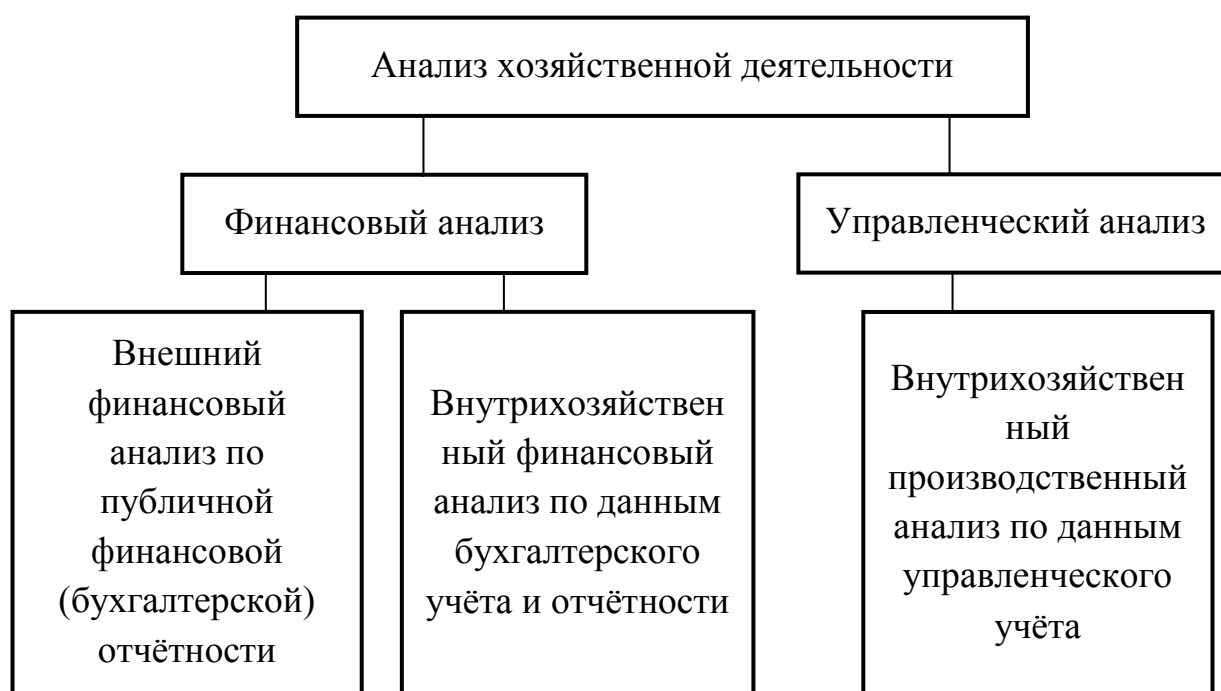 Анализ хозяйственной деятельности
Финансовый анализ
Управленческий анализ
Внешний
финансовый
анализ по
публичной
финансовой
(бухгалтерской)
отчётности
Внутрихозяйствен
ный финансовый
анализ по данным
бухгалтерского
учёта и отчётности
Внутрихозяйствен
ный
производственный
анализ по данным
управленческого
учёта